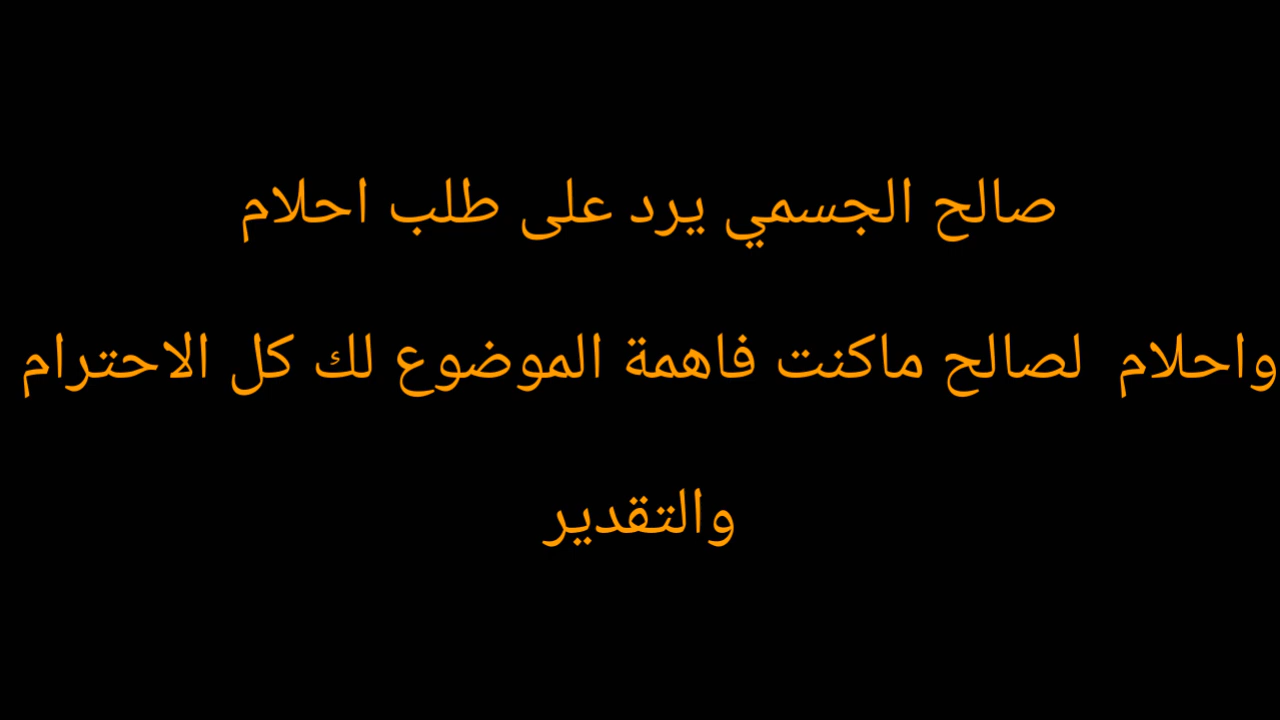 صالح الجسمي يرد على طلب احلام
واحلام لصالح ماكنت فاهمة الموضوع لك كل الاحترام
والتقدير